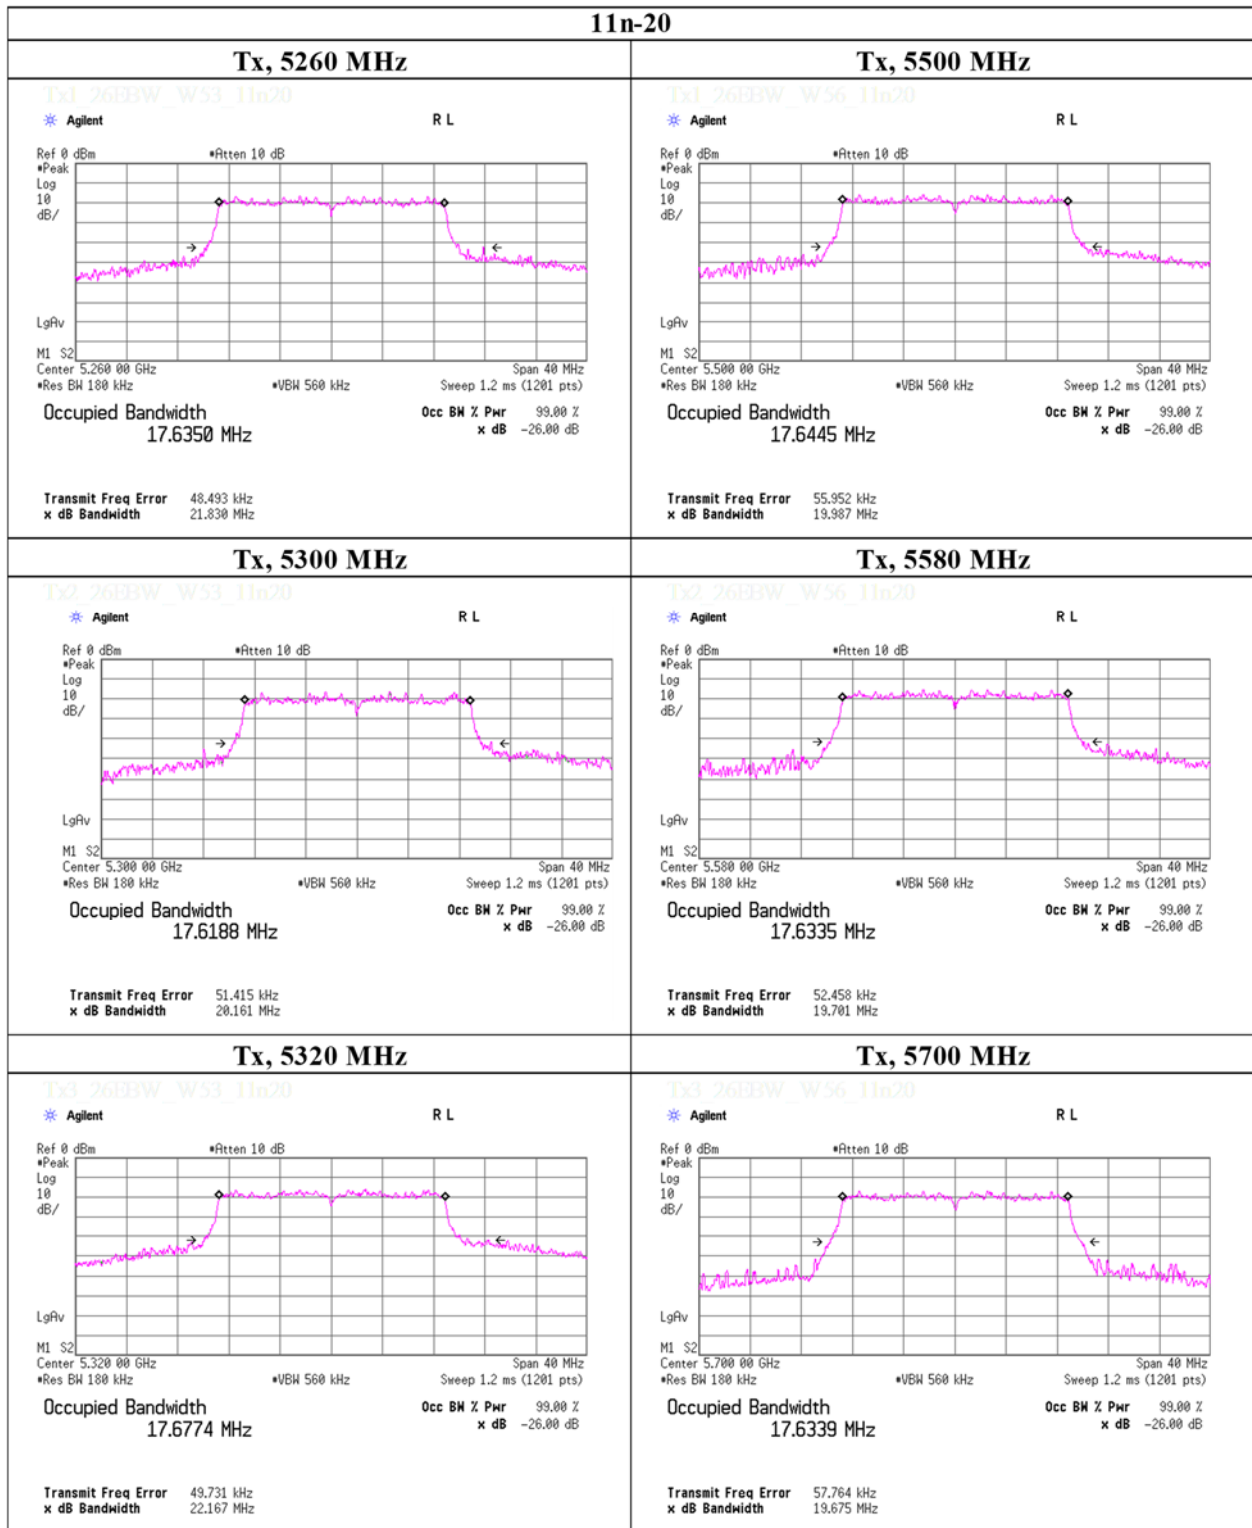 11n-20
Tx, 5260 MHz
Tx1_26EBW_W53_11n20
Agilent R L
Ref 0 dBm #Atten 10 dB
#Peak
Log
10
dB/
LgAv
M1 S2
Center 5.260 00 GHz Span 40 MHz
#Res BW 180 kHz #VBW 560 kHz Sweep 1.2 ms (1201 pts)
Occupied Bandwidth Occ BW % Pwr 99.00 %
17.6350 MHz x dB -26.00 dB
Transmit Freq Error 48.493 kHz
x dB Bandwidth 21.830 MHz
Tx, 5500 MHz
Tx1_26EBW_W56_11n20
Agilent R L
Ref 0 dBm #Atten 10 dB
#Peak
Log
10
dB/
LgAv
M1 S2
Center 5.500 00 GHz Span 40 MHz
#Res BW 180 kHz #VBW 560 kHz Sweep 1.2 ms (1201 pts)
Occupied Bandwidth Occ BW % Pwr 99.00 %
17.6445 MHz x dB -26.00 dB
Transmit Freq Error 55.952 kHz
x dB Bandwidth 19.987 MHz
Tx, 5300 MHz
Tx2_26EBW_W53_11n20
Agilent R L
Ref 0 dBm #Atten 10 dB
#Peak
Log
10
dB/
LgAv
M1 S2
Center 5.300 00 GHz Span 40 MHz
#Res BW 180 kHz #VBW 560 kHz Sweep 1.2 ms (1201 pts)
Occupied Bandwidth Occ BW % Pwr 99.00 %
17.6188 MHz x dB -26.00 dB
Transmit Freq Error 51.415 kHz
x dB Bandwidth 20.161 MHz
Tx, 5580 MHz
Tx2_26EBW_W56_11n20
Agilent R L
Ref 0 dBm #Atten 10 dB
#Peak
Log
10
dB/
LgAv
M1 S2
Center 5.580 00 GHz Span 40 MHz
#Res BW 180 kHz #VBW 560 kHz Sweep 1.2 ms (1201 pts)
Occupied Bandwidth Occ BW % Pwr 99.00 %
17.6335 MHz x dB -26.00 dB
Transmit Freq Error 52.458 kHz
x dB Bandwidth 19.701 MHz
Tx, 5320 MHz
Tx3_26EBW_W53_11n20
Agilent R L
Ref 0 dBm #Atten 10 dB
#Peak
Log
10
dB/
LgAv
M1 S2
Center 5.320 00 GHz Span 40 MHz
#Res BW 180 kHz #VBW 560 kHz Sweep 1.2 ms (1201 pts)
Occupied Bandwidth Occ BW % Pwr 99.00 %
17.6774 MHz x dB -26.00 dB
Transmit Freq Error 49.731 kHz
x dB Bandwidth 22.167 MHz
Tx, 5700 MHz
Tx3_26EBW_W56_11n20
Agilent R L
Ref 0 dBm #Atten 10 dB
#Peak
Log
10
dB/
LgAv
M1 S2
Center 5.700 00 GHz Span 40 MHz
#Res BW 180 kHz #VBW 560 kHz Sweep 1.2 ms (1201 pts)
Occupied Bandwidth Occ BW % Pwr 99.00 %
17.6339 MHz x dB -26.00 dB
Transmit Freq Error 57.764 kHz
x dB Bandwidth 19.675 MHz